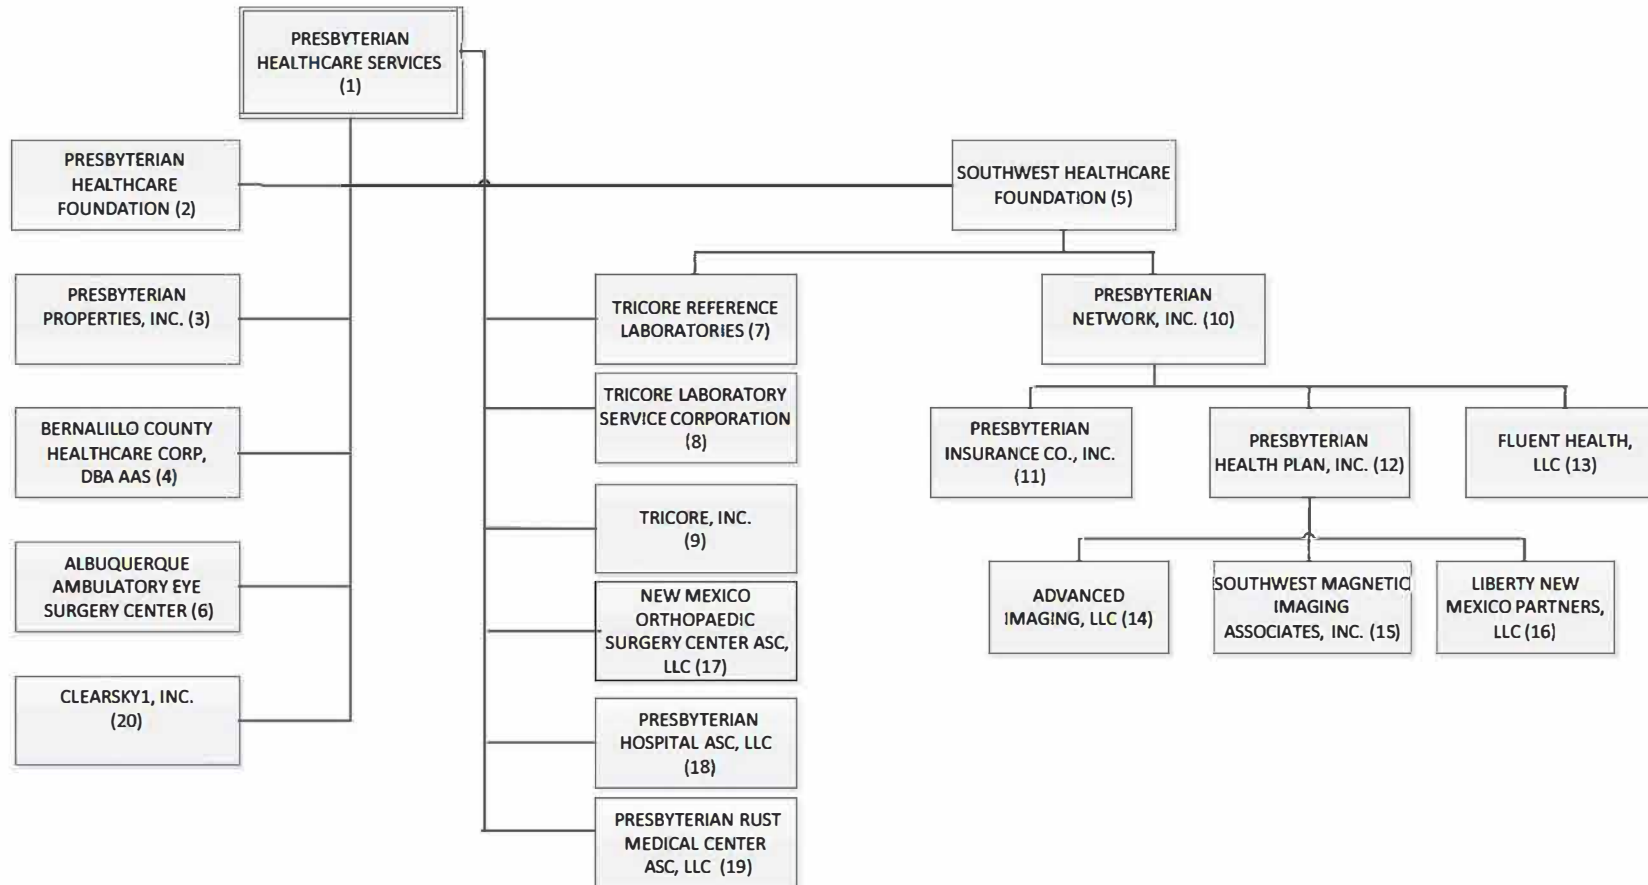 PRESBYTERIAN
HEALTHCARE SERVICES
(1)
PRESBYTERIAN
HEALTHCARE
FOUNDATION (2)
SOUTHWEST HEALTHCARE
FOUNDATION (5)
PRESBYTERIAN
PROPERTIES, INC. (3)
TRICORE REFERENCE
LABORATORIES (7)
PRESBYTERIAN
NETWORK, INC. (10)
BERNALILLO COUNTY
HEALTHCARE CORP,
DBA AAS (4)
TRICORE LABORATORY
SERVICE CORPORATION
(8)
PRESBYTERIAN
INSURANCE CO., INC.
(11)
PRESBYTERIAN
HEALTH PLAN, INC. (12)
FLUENT HEALTH,
LLC (13)
TRICORE, INC.
(9)
ALBUQUERQUE
AMBULATORY EYE
SURGERY CENTER (6)
NEW MEXICO
ORTHOPAEDIC
SURGERY CENTER ASC,
LLC (17)
ADVANCED
IMAGING, LLC (14)
SOUTHWEST MAGNETIC
IMAGING
ASSOCIATES, INC. (15)
LIBERTY NEW
MEXICO PARTNERS,
LLC (16)
CLEARSKY1, INC.
(20)
PRESBYTERIAN
HOSPITAL ASC, LLC
(18)
PRESBYTERIAN RUST
MEDICAL CENTER
ASC, LLC (19)